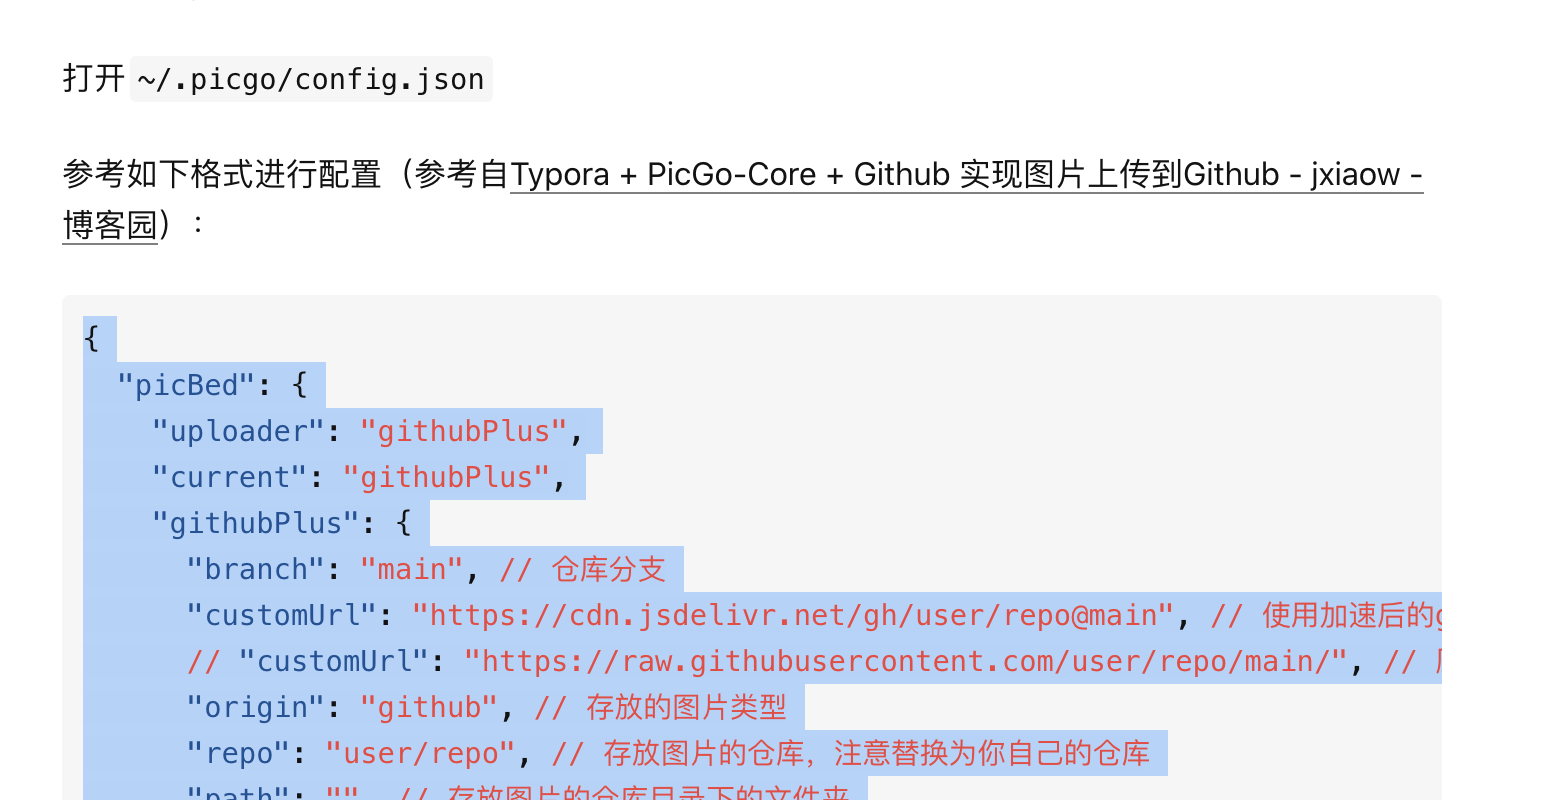 打开 ~/.picgo/config.json
参考如下格式进行配置（参考自Typora + PicGo-Core + Github 实现图片上传到Github - jxiaow -
博客园）：
{
  "picBed": {
    "uploader": "githubPlus",
    "current": "githubPlus",
    "githubPlus": {
      "branch": "main", // 仓库分支
      "customUrl": "https://cdn.jsdelivr.net/gh/user/repo@main", // 使用加速后的g
      // "customUrl": "https://raw.githubusercontent.com/user/repo/main/", //
      "origin": "github", // 存放的图片类型
      "repo": "user/repo", // 存放图片的仓库，注意替换为你自己的仓库
      "path": "", // 存放图片的仓库目录下的文件夹